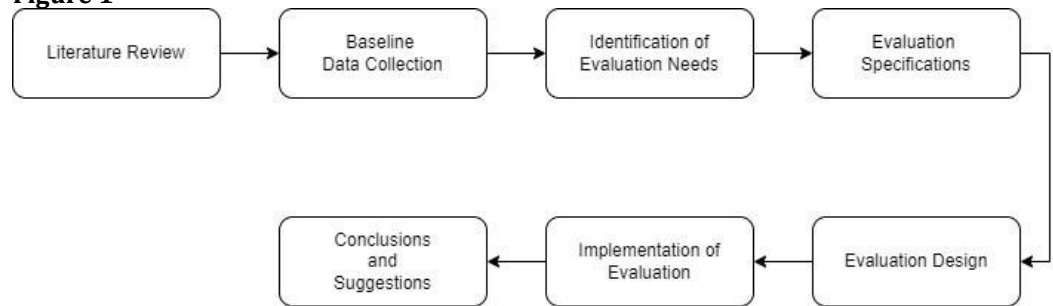 Figure 1
Literature Review
Baseline
Data Collection
Identification of
Evaluation Needs
Evaluation
Specifications
Evaluation Design
Implementation of
Evaluation
Conclusions
and
Suggestions